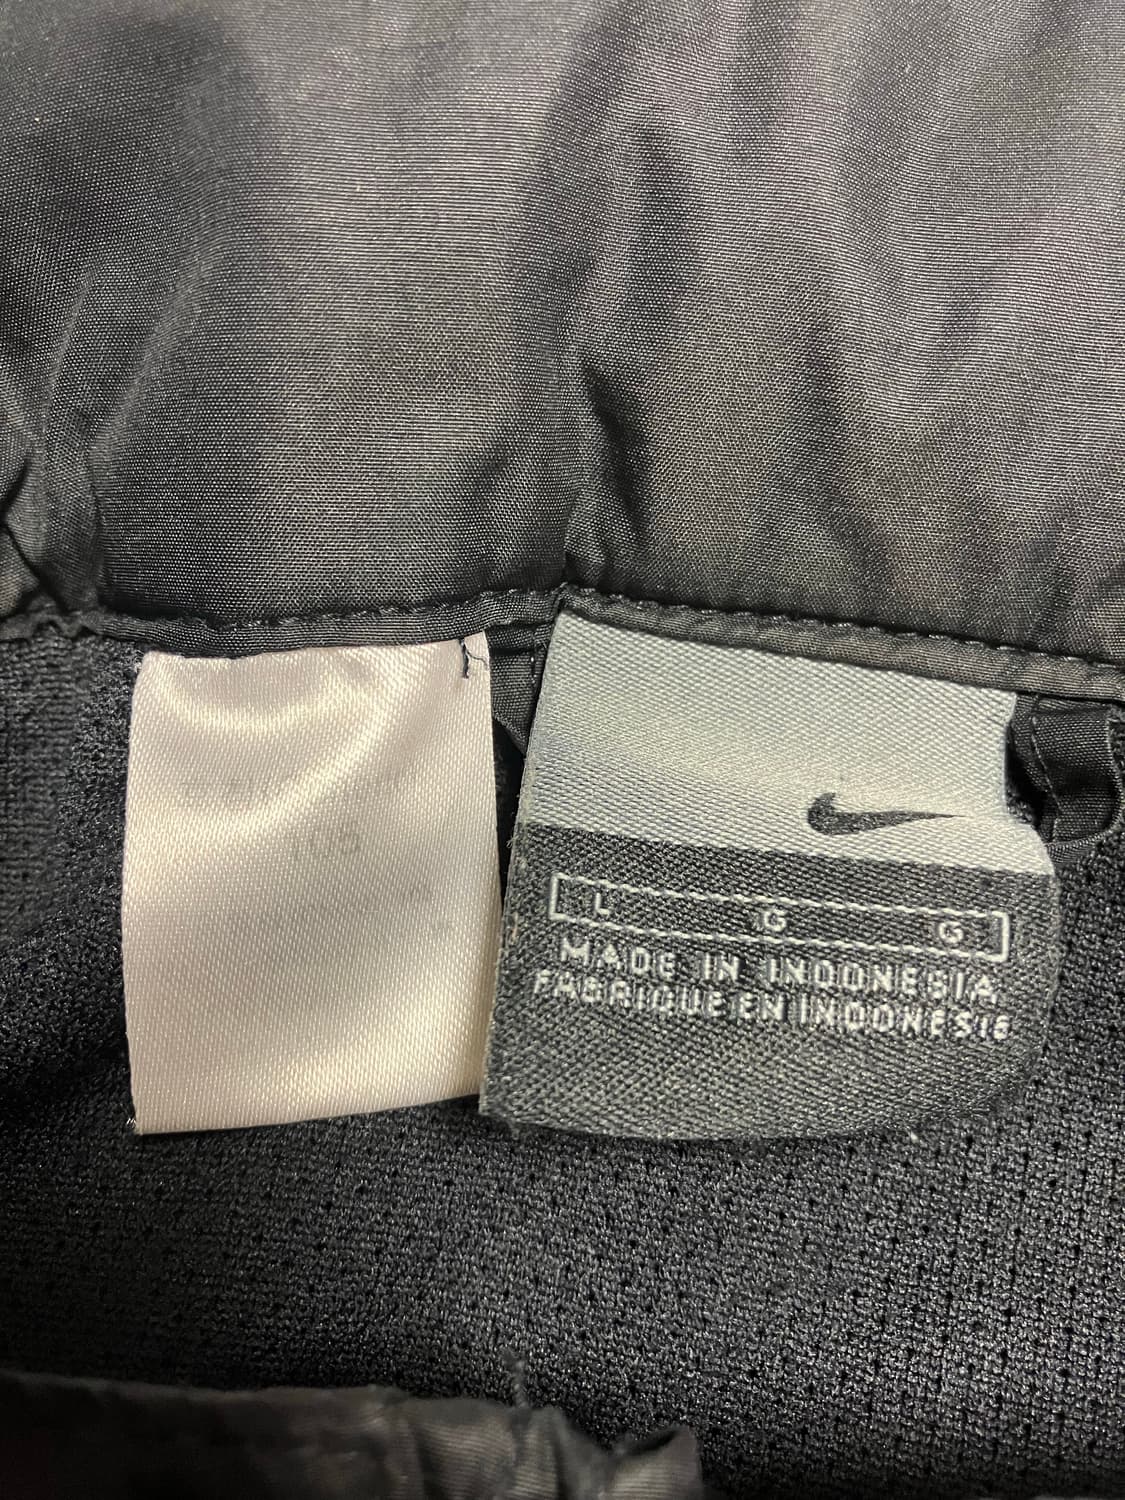 L G G
MADE IN INDONESIA
FABRIQUE EN INDONESIE